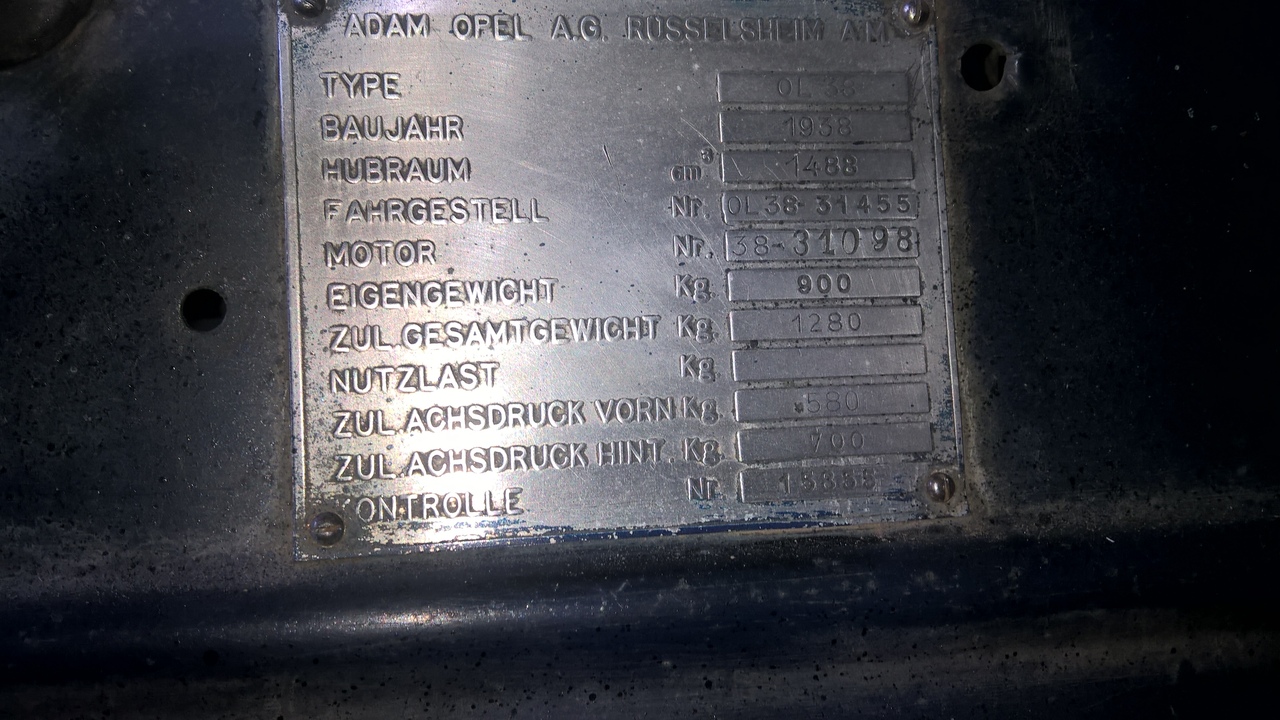 ADAM OPEL A.G. RÜSSELSHEIM A.M.
TYPE OL 38
BAUJAHR 1938
HUBRAUM cm³ 1488
FAHRGESTELL Nr. OL38-31455
MOTOR Nr. 38-31098
EIGENGEWICHT Kg. 900
ZUL.GESAMTGEWICHT Kg. 1280
NUTZLAST Kg.
ZUL.ACHSDRUCK VORN Kg. 580
ZUL.ACHSDRUCK HINT. Kg. 700
KONTROLLE Nr.